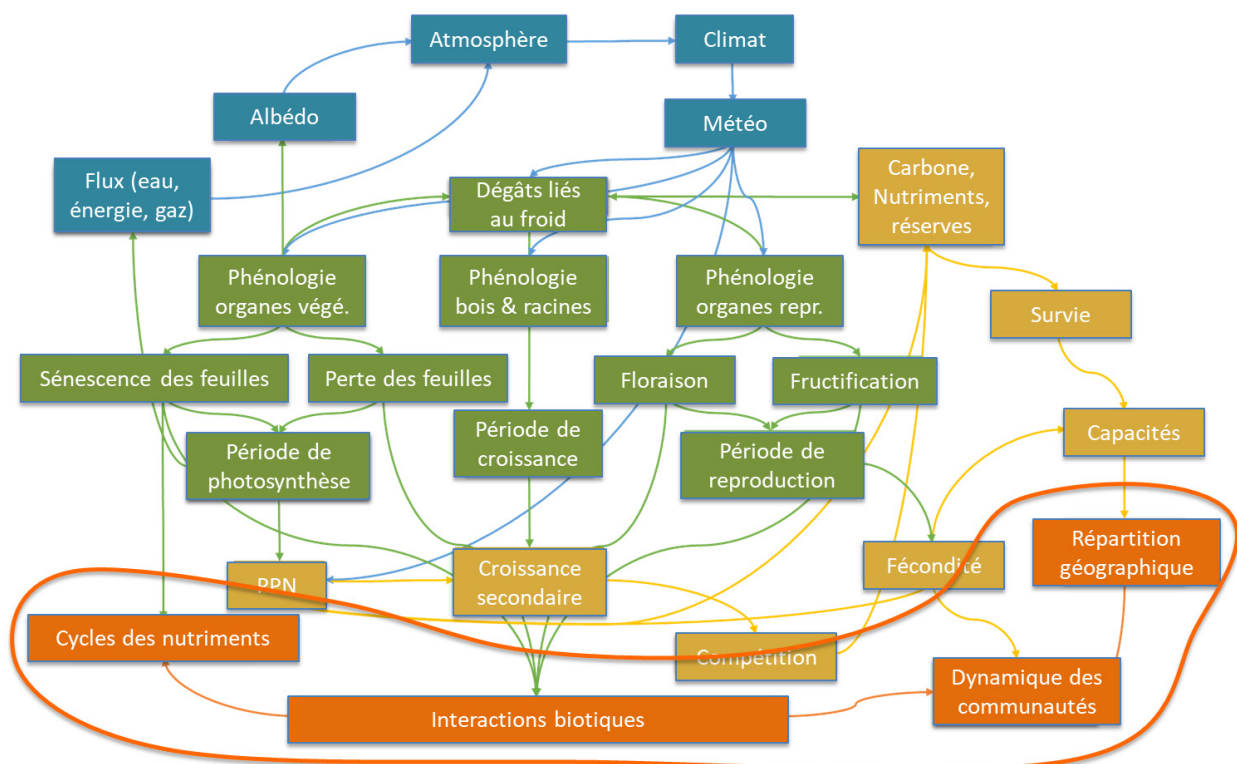 Atmosphère
Climat
Albédo
Météo
Flux (eau,
énergie, gaz)
Dégâts liés
au froid
Carbone,
Nutriments,
réserves
Phénologie
organes végé.
Phénologie
bois & racines
Phénologie
organes repr.
Survie
Sénescence des feuilles
Perte des feuilles
Floraison
Fructification
Période de
photosynthèse
Période de
croissance
Période de
reproduction
Capacités
PPN
Croissance
secondaire
Fécondité
Répartition
géographique
Cycles des nutriments
Compétition
Interactions biotiques
Dynamique des
communautés